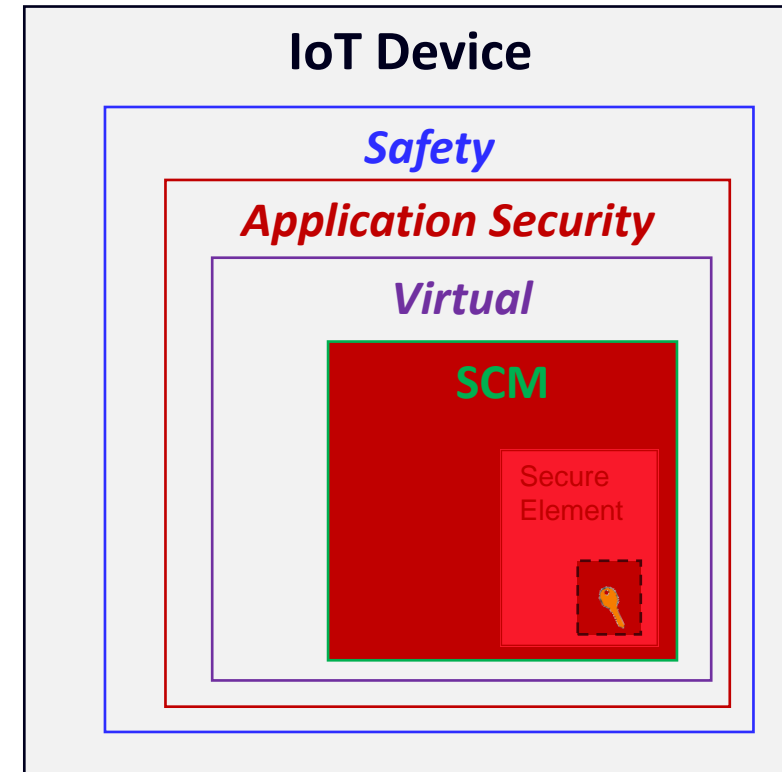 IoT Device
Safety
Application Security
Virtual
SCM
Secure
Element